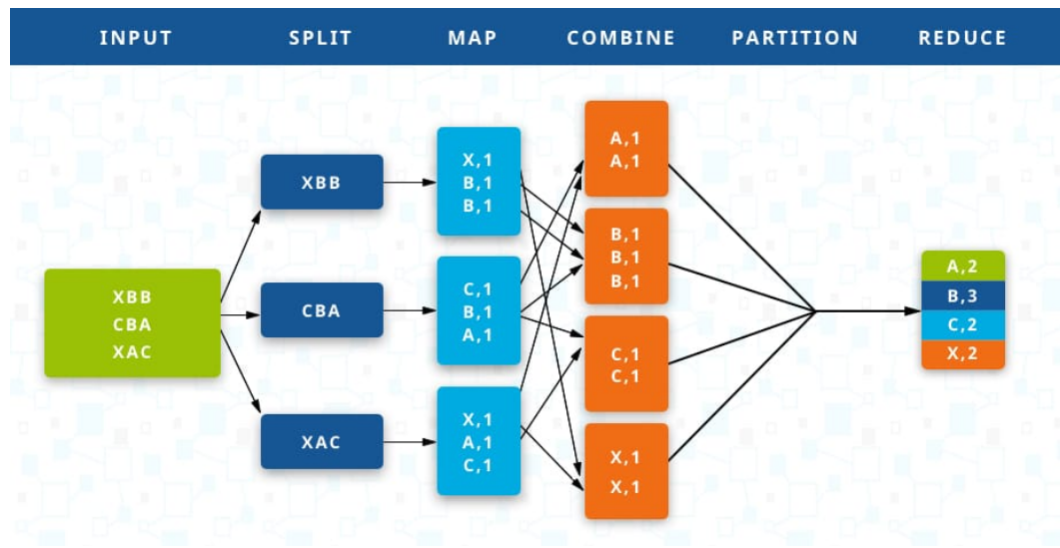 INPUT
SPLIT
MAP
COMBINE
PARTITION
REDUCE
XBB
CBA
XAC
XBB
CBA
XAC
X,1
B,1
B,1
C,1
B,1
A,1
X,1
A,1
C,1
A,1
A,1
B,1
B,1
B,1
C,1
C,1
X,1
X,1
A,2
B,3
C,2
X,2